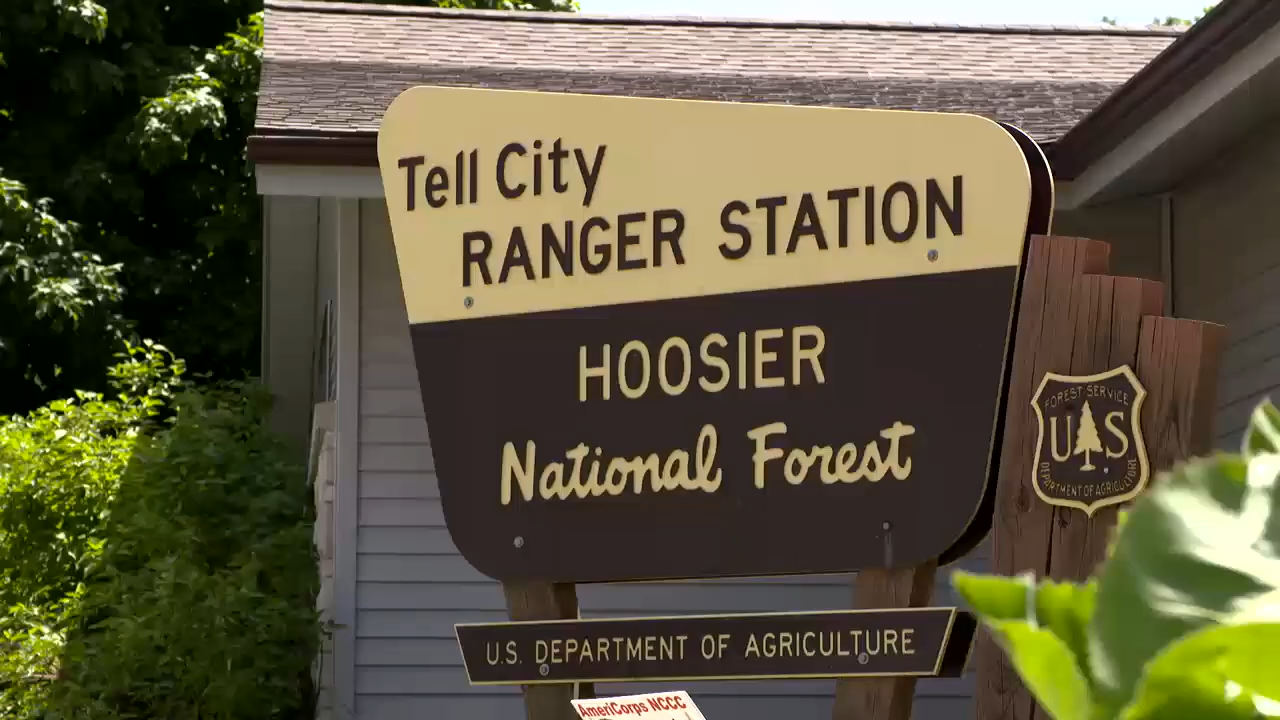 Tell City
RANGER STATION
HOOSIER
National Forest
FOREST SERVICE
US
DEPARTMENT OF AGRICULTURE
U.S. DEPARTMENT OF AGRICULTURE
AmeriCorps NCCC